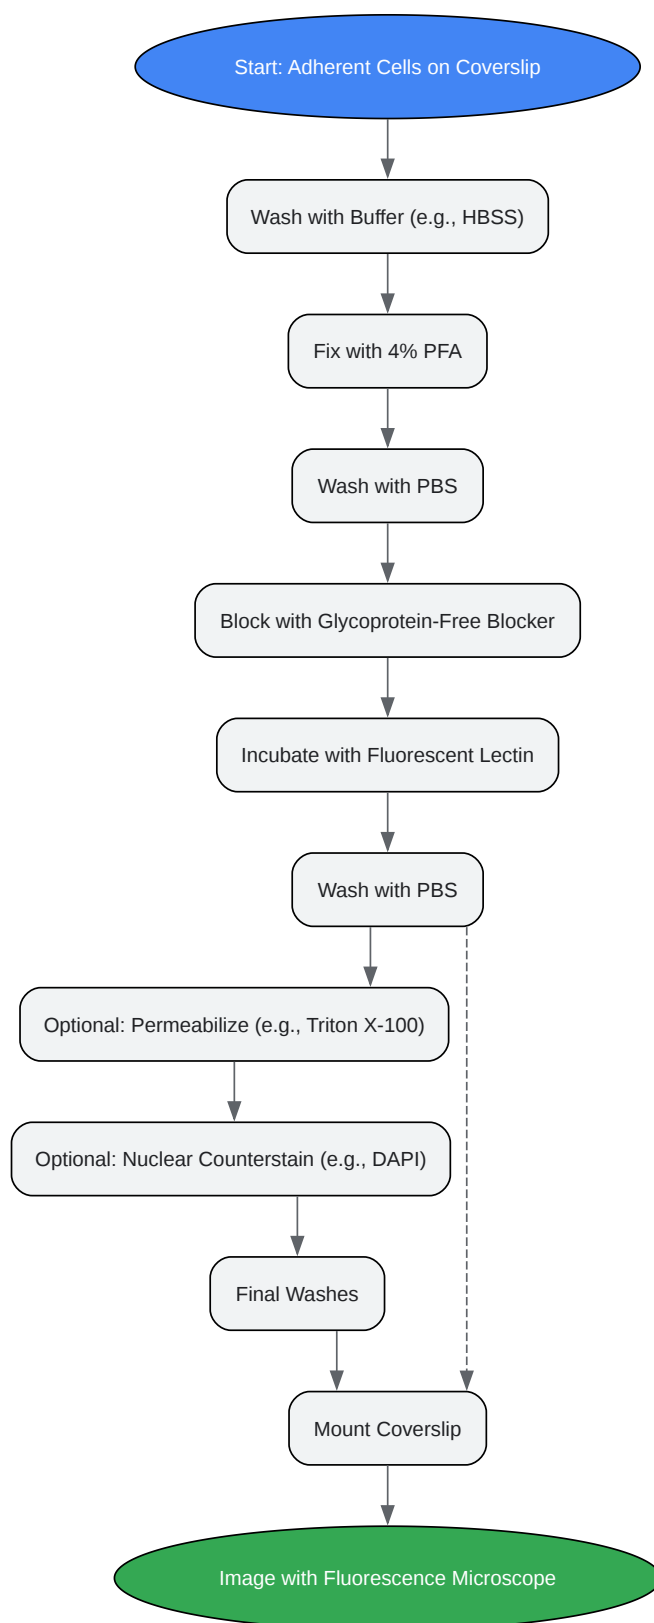 Start: Adherent Cells on Coverslip
Wash with Buffer (e.g., HBSS)
Fix with 4% PFA
Wash with PBS
Block with Glycoprotein-Free Blocker
Incubate with Fluorescent Lectin
Wash with PBS
Optional: Permeabilize (e.g., Triton X-100)
Optional: Nuclear Counterstain (e.g., DAPI)
Final Washes
Mount Coverslip
Image with Fluorescence Microscope